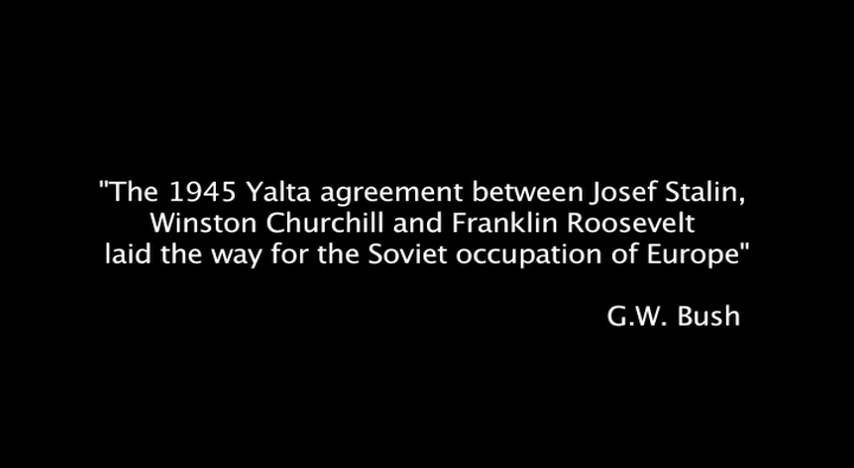 "The 1945 Yalta agreement between Josef Stalin,
Winston Churchill and Franklin Roosevelt
laid the way for the Soviet occupation of Europe"
G.W. Bush